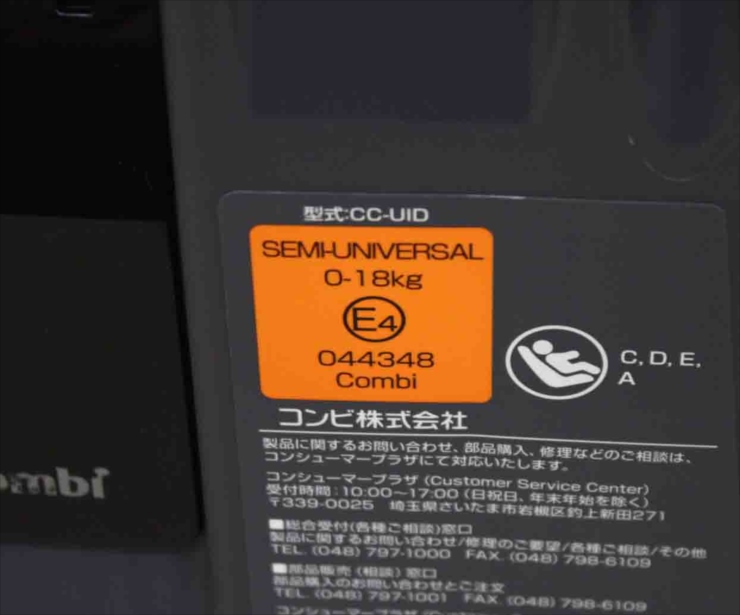 型式:CC-UID
SEMI-UNIVERSAL
0-18kg
E4
044348
Combi
C, D, E,
A
コンビ株式会社
製品に関するお問い合わせ、部品購入、修理などのご相談は、
コンシューマープラザにて対応いたします。
コンシューマープラザ (Customer Service Center)
受付時間:10:00~17:00 (日祝日、年末年始を除く)
〒339-0025 埼玉県さいたま市岩槻区釣上新田271
■総合受付(各種ご相談)窓口
製品に関するお問い合わせ/修理のご要望/各種ご相談/その他
TEL. (048) 797-1000 FAX. (048) 798-6109
■部品販売 (相談) 窓口
部品購入のお問い合わせとご注文
TEL. (048) 797-1001 FAX. (048) 798-6109
ombi